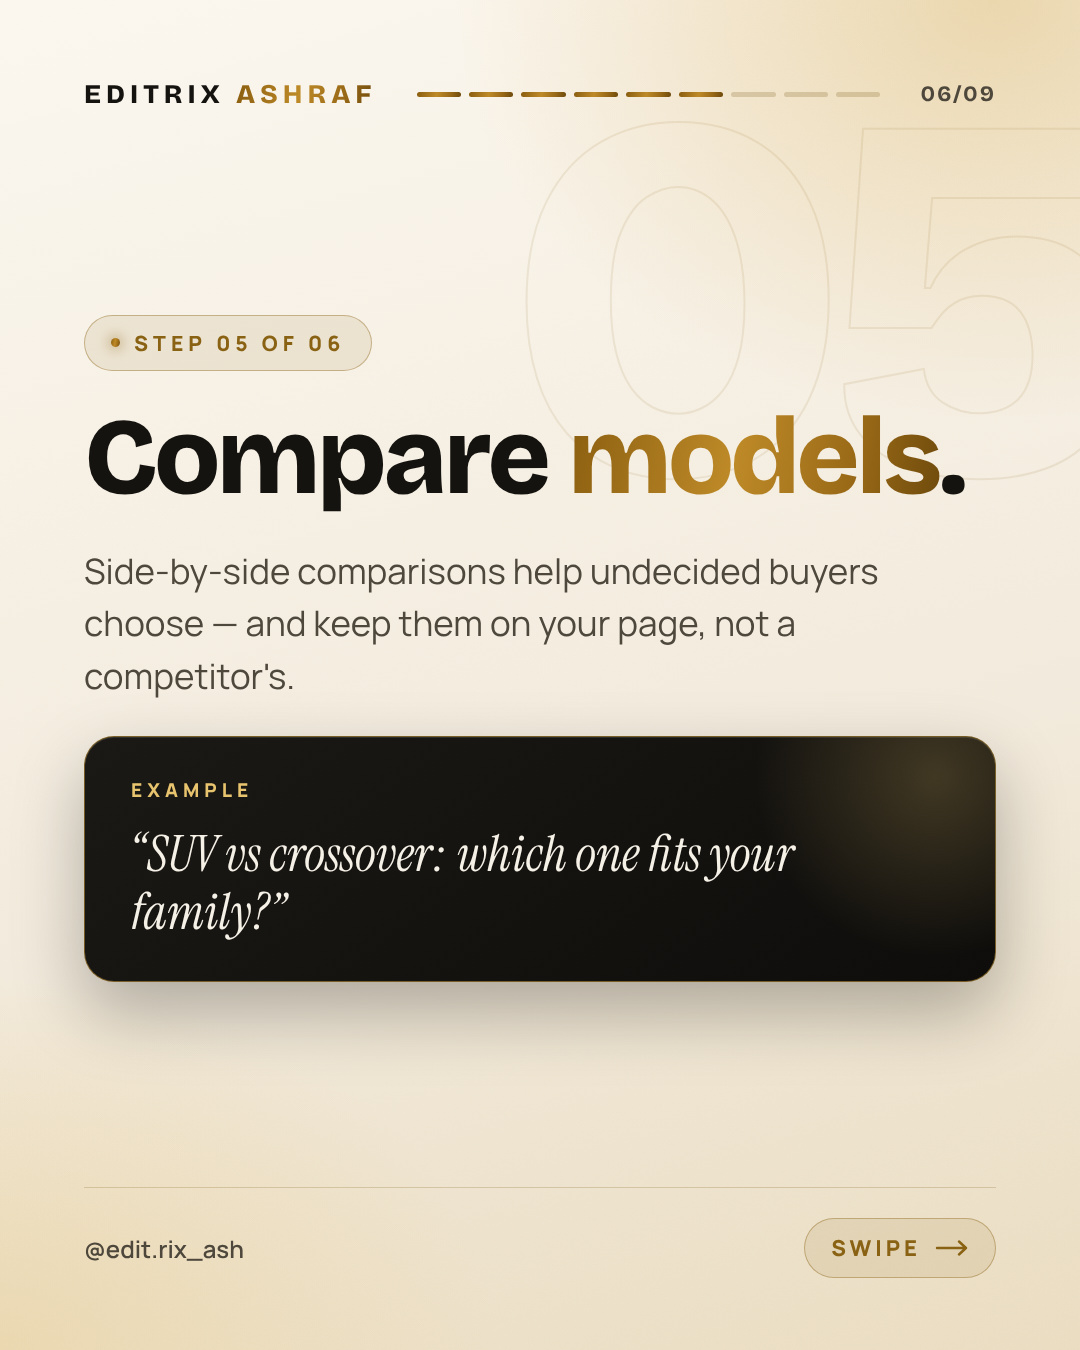 EDITRIX ASHRAF
06/09
05
STEP 05 OF 06
Compare models.
Side-by-side comparisons help undecided buyers
choose — and keep them on your page, not a
competitor's.
EXAMPLE
“SUV vs crossover: which one fits your
family?”
@edit.rix_ash
SWIPE →